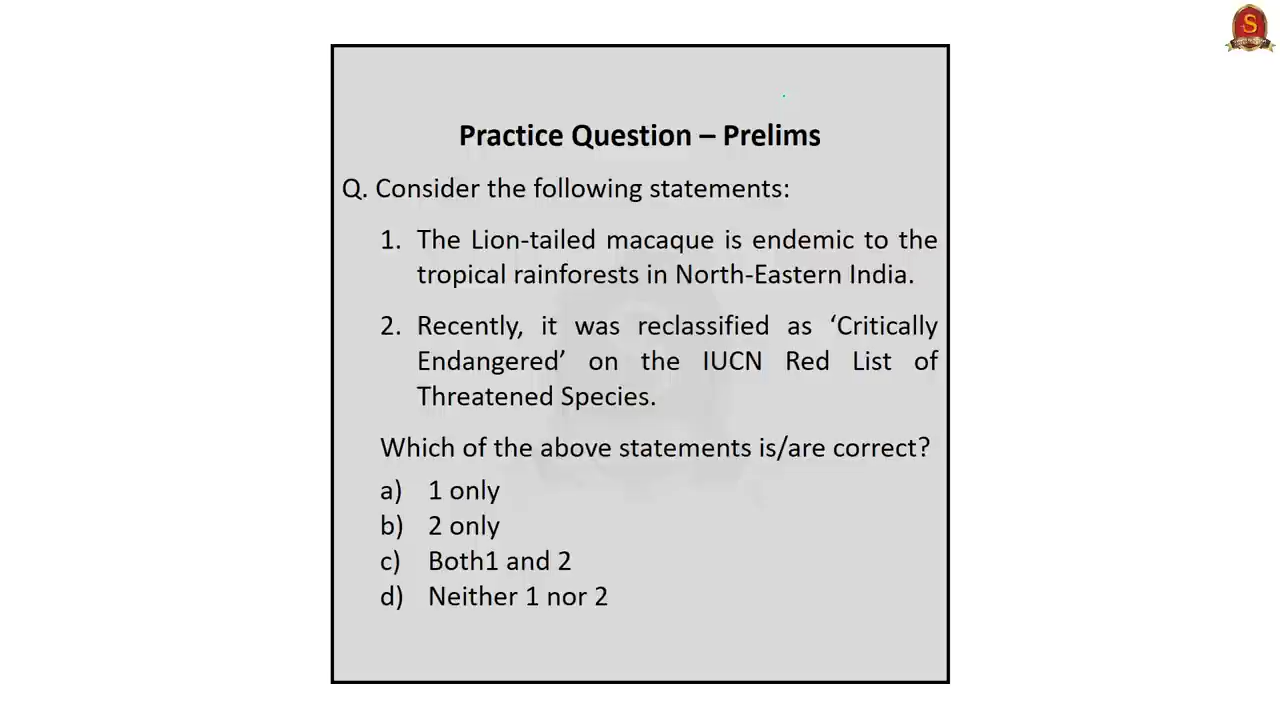 S
Practice Question – Prelims
Q. Consider the following statements:
1. The Lion-tailed macaque is endemic to the
tropical rainforests in North-Eastern India.
2. Recently, it was reclassified as ‘Critically
Endangered’ on the IUCN Red List of
Threatened Species.
Which of the above statements is/are correct?
a) 1 only
b) 2 only
c) Both1 and 2
d) Neither 1 nor 2